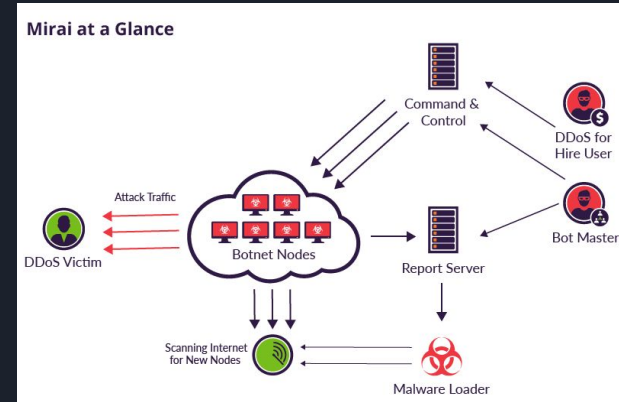 Mirai at a Glance
Command &
Control
DDoS for
Hire User
Attack Traffic
DDoS Victim
Botnet Nodes
Report Server
Bot Master
Scanning Internet
for New Nodes
Malware Loader